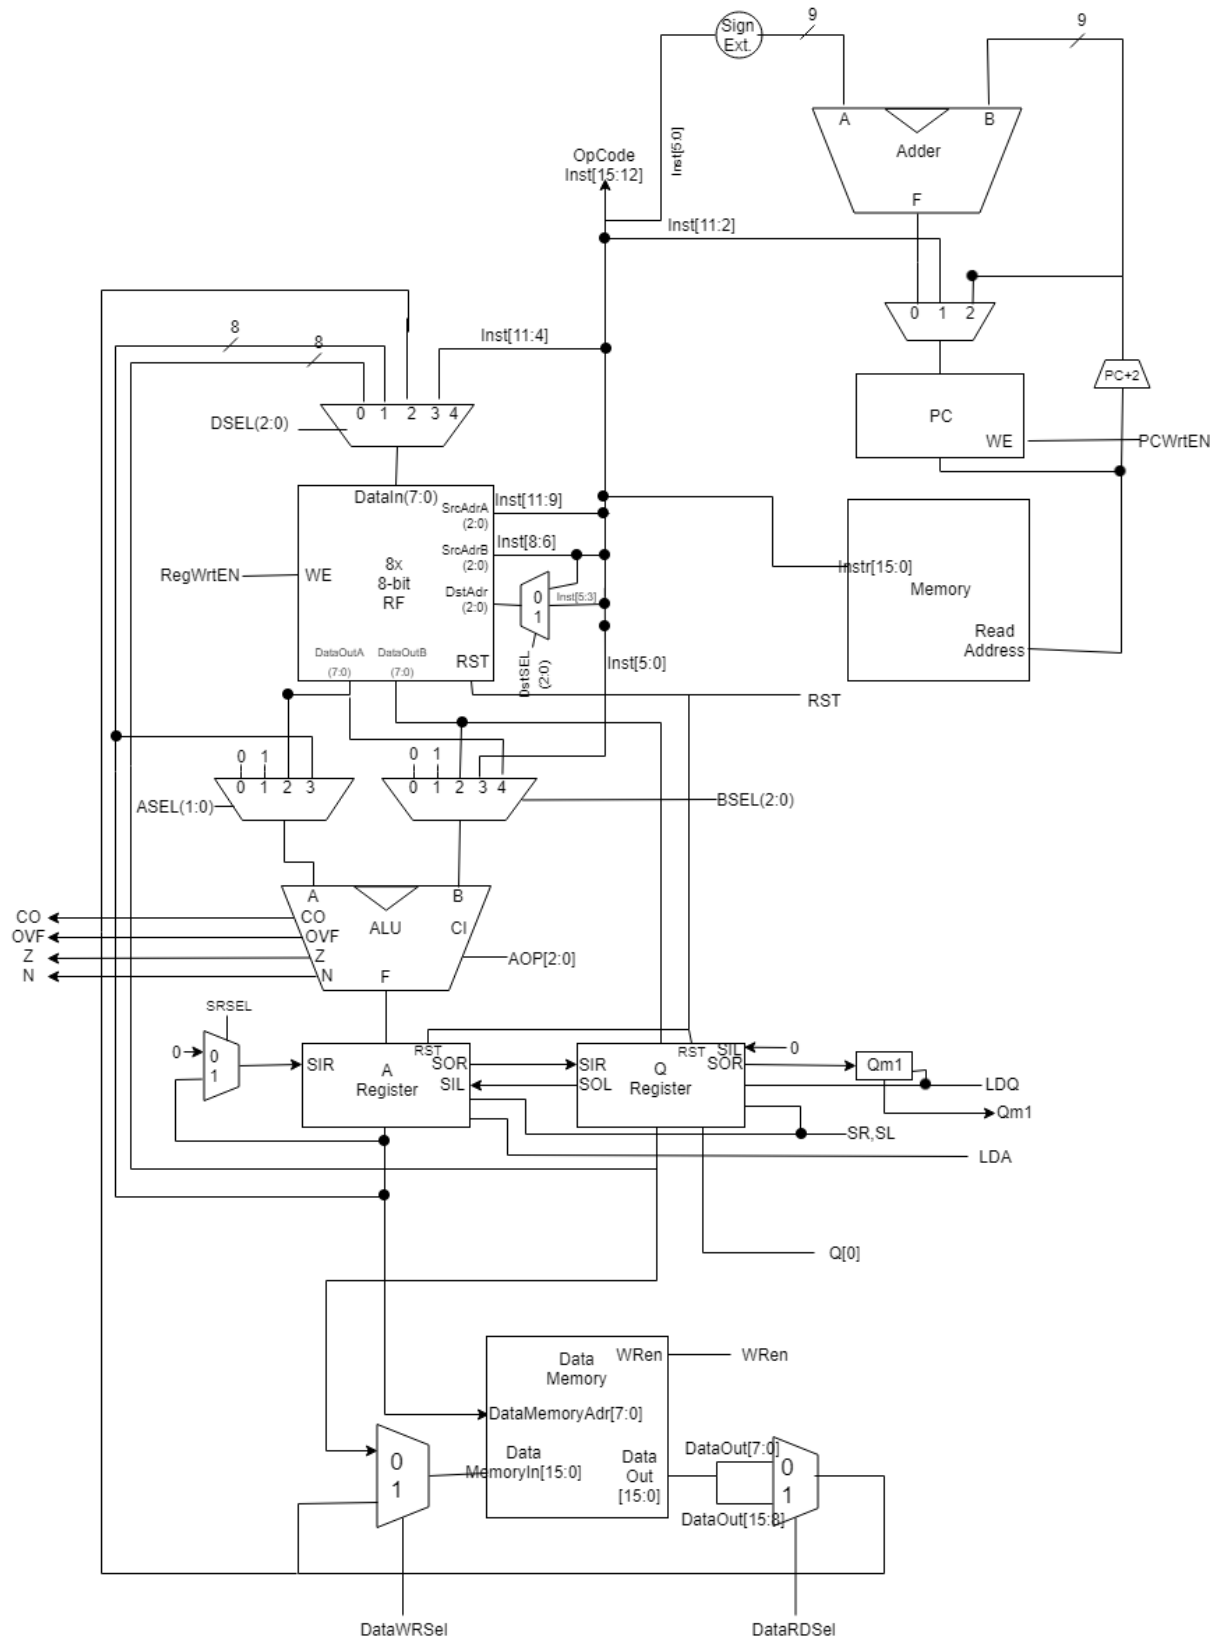 Sign
Ext.
9
9
A
B
Adder
F
Inst[5:0]
OpCode
Inst[15:12]
Inst[11:2]
0 1 2
PC+2
PC
WE
PCWrtEN
8
8
Inst[11:4]
0 1 2 3 4
DSEL(2:0)
DataIn(7:0)
SrcAdrA
(2:0)
Inst[11:9]
SrcAdrB
(2:0)
Inst[8:6]
8x
8-bit
RF
RegWrtEN
WE
DstAdr
(2:0)
0
1
Inst[5:3]
DstSEL
(2:0)
Inst[5:0]
DataOutA
(7:0)
DataOutB
(7:0)
RST
RST
Instr[15:0]
Memory
Read
Address
0 1
0 1 2 3
0 1
0 1 2 3 4
ASEL(1:0)
BSEL(2:0)
A
B
CO
CO
OVF
OVF
Z
Z
N
N
ALU
CI
F
AOP[2:0]
SRSEL
0
0
1
SIR
RST
A
Register
SOR
SIL
SIR
SOL
Q
Register
RST
SIL
SOR
0
Qm1
LDQ
Qm1
SR,SL
LDA
Q[0]
Data
Memory
WRen
WRen
DataMemoryAdr[7:0]
Data
MemoryIn[15:0]
Data
Out
[15:0]
0
1
DataOut[7:0]
DataOut[15:8]
0
1
DataWRSel
DataRDSel